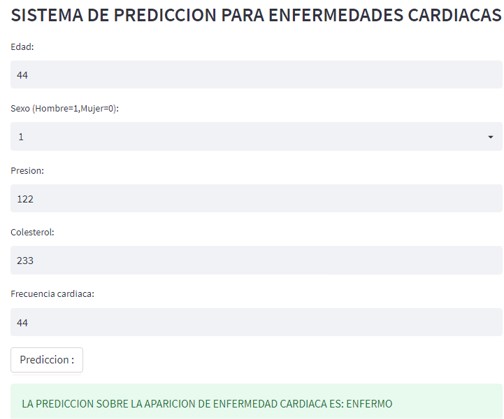 SISTEMA DE PREDICCION PARA ENFERMEDADES CARDIACAS
Edad:
44
Sexo (Hombre=1,Mujer=0):
1
Presion:
122
Colesterol:
233
Frecuencia cardiaca:
44
Prediccion :
LA PREDICCION SOBRE LA APARICION DE ENFERMEDAD CARDIACA ES: ENFERMO